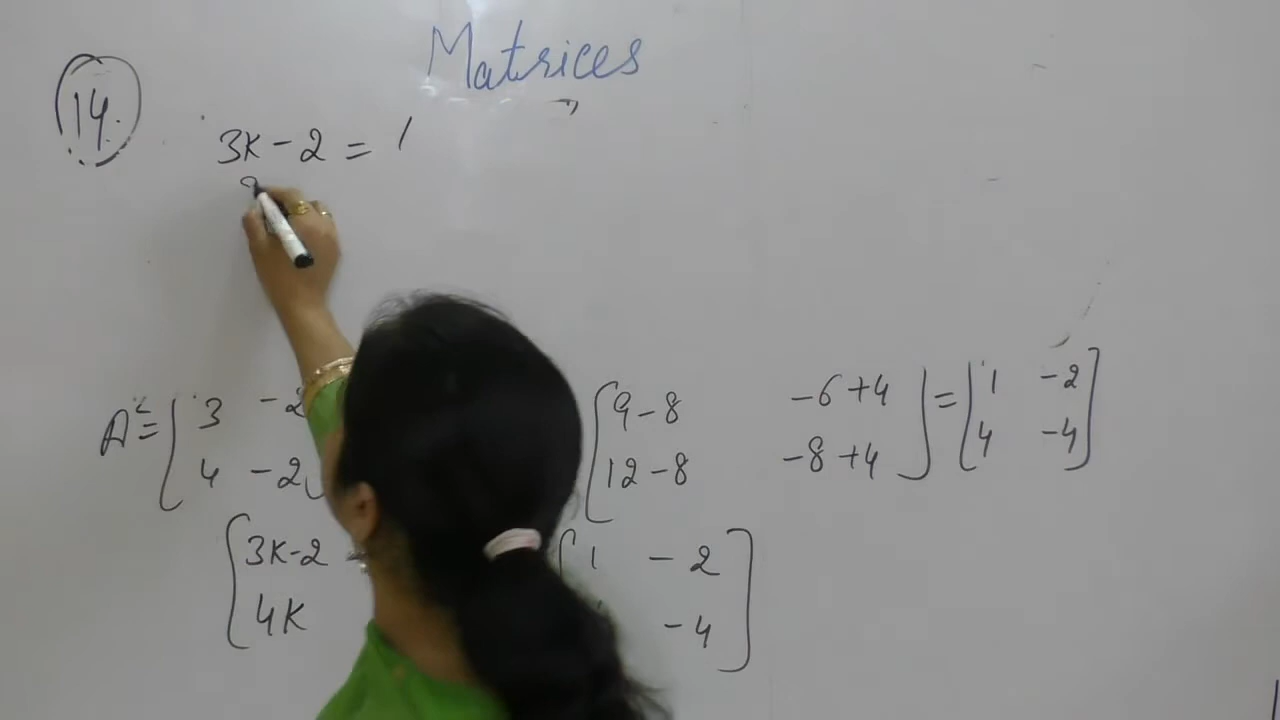 Matrices
14.
3K - 2 = 1
A² = [ 3 -2 [ 9 - 8 -6 + 4 ] = [ 1 -2 ]
4 -2 12 - 8 -8 + 4 4 -4
[ 3K - 2 [ 1 - 2 ]
4K - 4